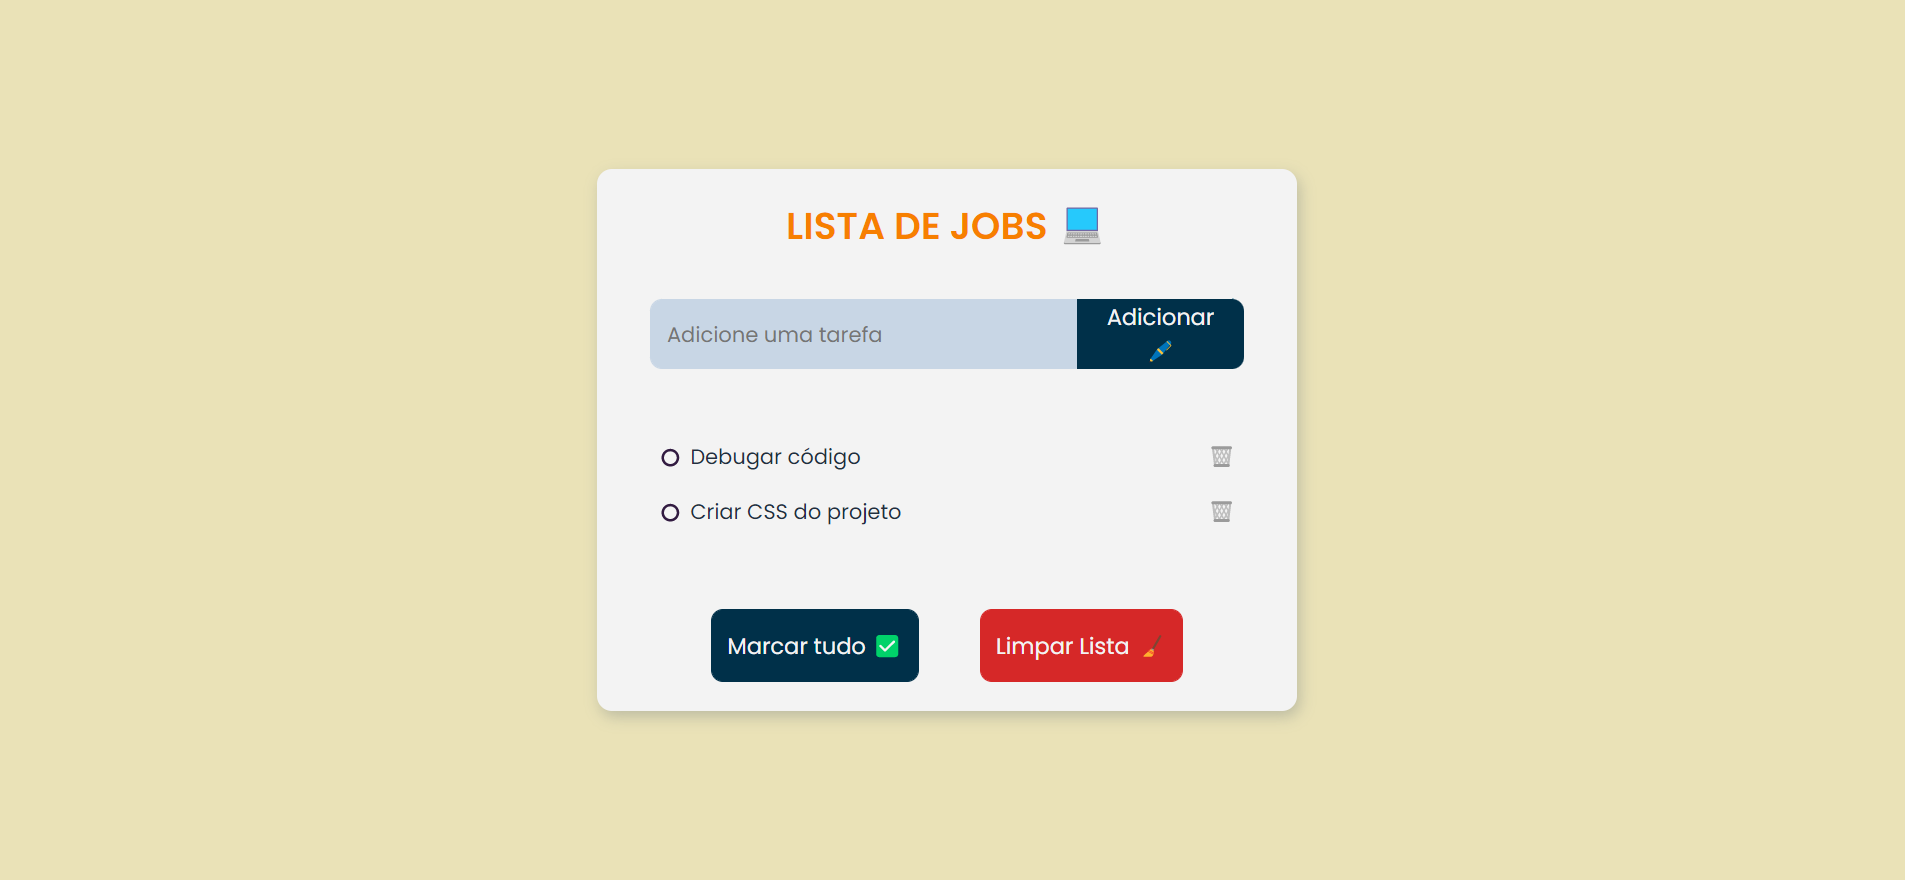 LISTA DE JOBS
Adicione uma tarefa
Adicionar
Debugar código
Criar CSS do projeto
Marcar tudo
Limpar Lista